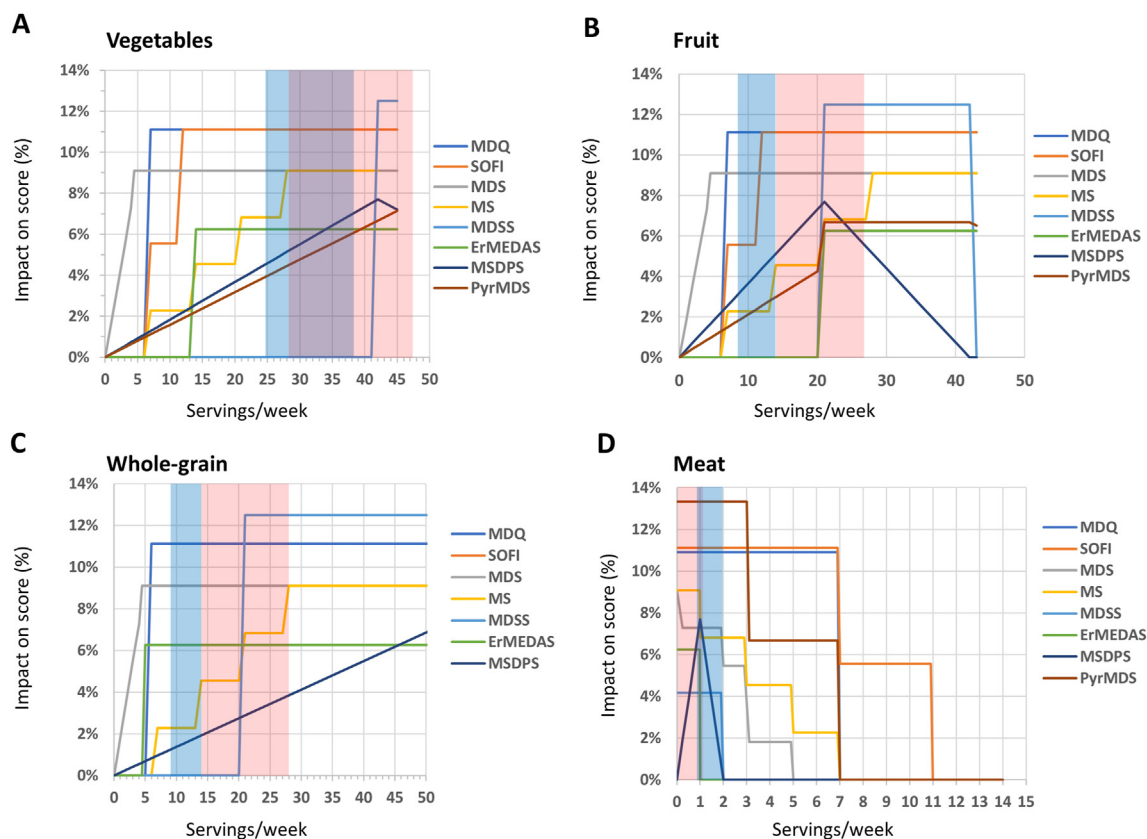 A
Vegetables
Impact on score (%)
14%
12%
10%
8%
6%
4%
2%
0%
0 5 10 15 20 25 30 35 40 45 50
Servings/week
MDQ
SOFI
MDS
MS
MDSS
ErMEDAS
MSDPS
PyrMDS
B
Fruit
Impact on score (%)
14%
12%
10%
8%
6%
4%
2%
0%
0 10 20 30 40 50
Servings/week
MDQ
SOFI
MDS
MS
MDSS
ErMEDAS
MSDPS
PyrMDS
C
Whole-grain
Impact on score (%)
14%
12%
10%
8%
6%
4%
2%
0%
0 5 10 15 20 25 30 35 40 45 50
Servings/week
MDQ
SOFI
MDS
MS
MDSS
ErMEDAS
MSDPS
D
Meat
Impact on score (%)
14%
12%
10%
8%
6%
4%
2%
0%
0 1 2 3 4 5 6 7 8 9 10 11 12 13 14 15
Servings/week
MDQ
SOFI
MDS
MS
MDSS
ErMEDAS
MSDPS
PyrMDS